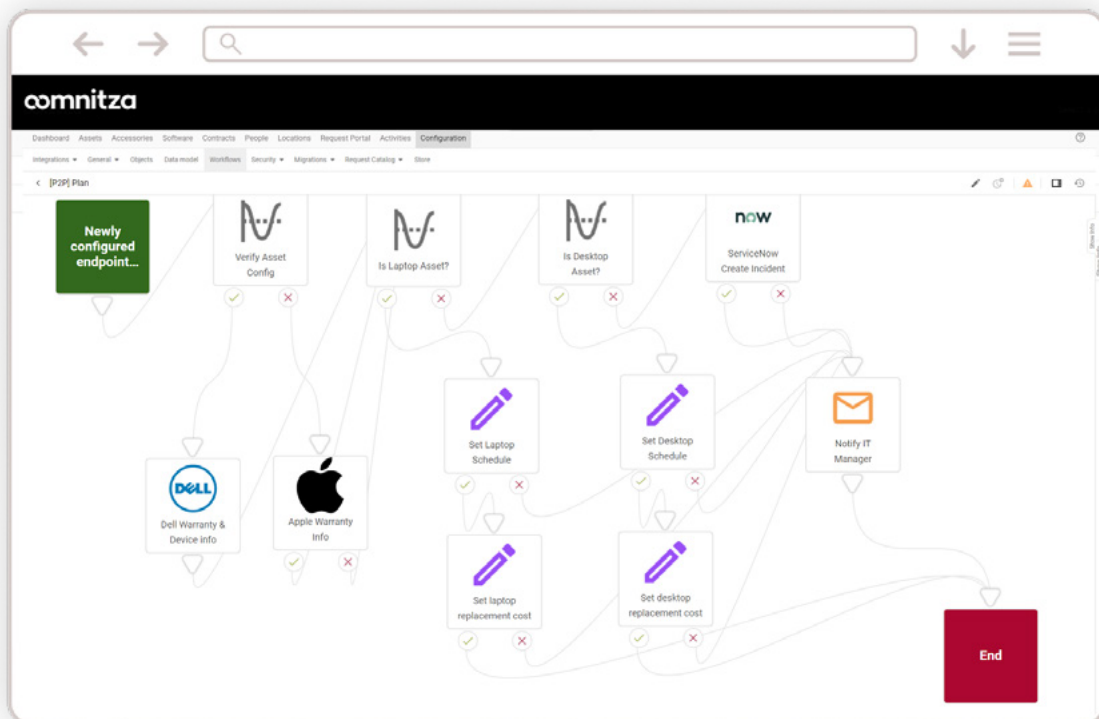 oomnitza
Dashboard Assets Accessories Software Contracts People Locations Request Portal Activities Configuration
Integrations General Objects Data model Workflows Security Migrations Request Catalog Store
[P2P] Plan
Show Info
Newly
configured
endpoint...
Verify Asset
Config
Is Laptop Asset?
Is Desktop
Asset?
now
ServiceNow
Create Incident
Set Laptop
Schedule
Set Desktop
Schedule
Notify IT
Manager
DELL
Dell Warranty &
Device info
Apple Warranty
Info
Set laptop
replacement cost
Set desktop
replacement cost
End